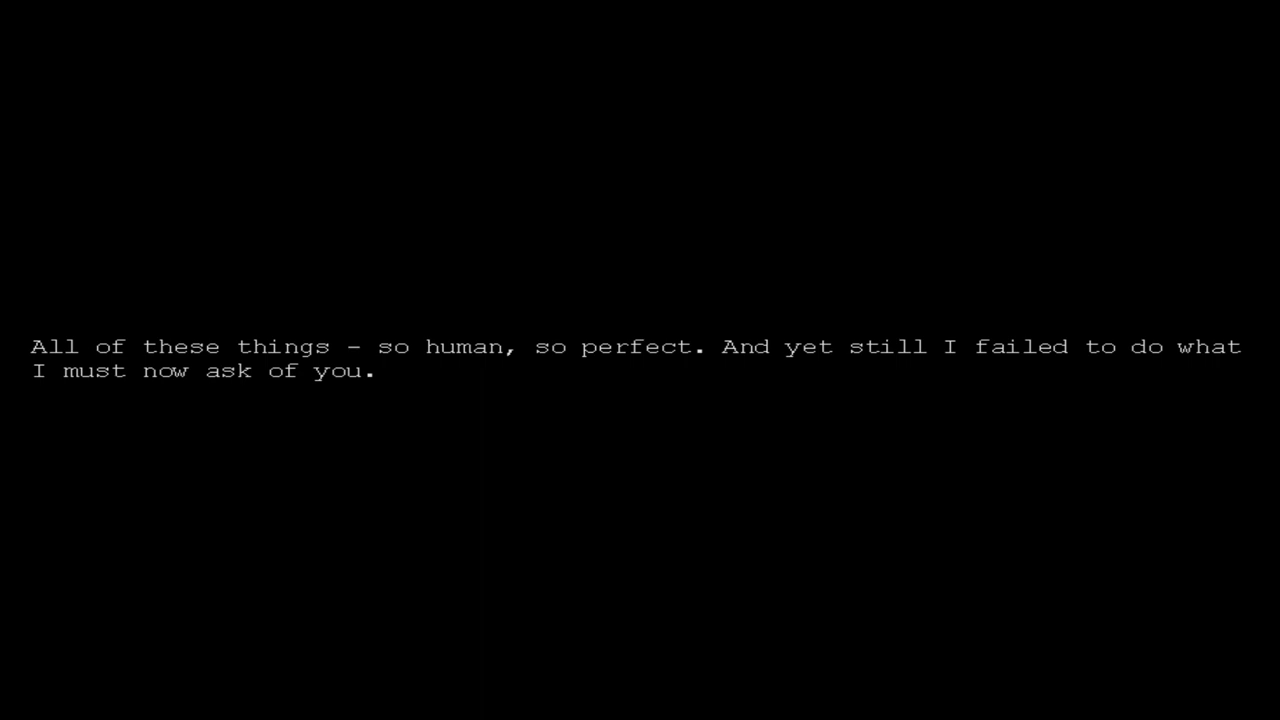 All of these things - so human, so perfect. And yet still I failed to do what
I must now ask of you.